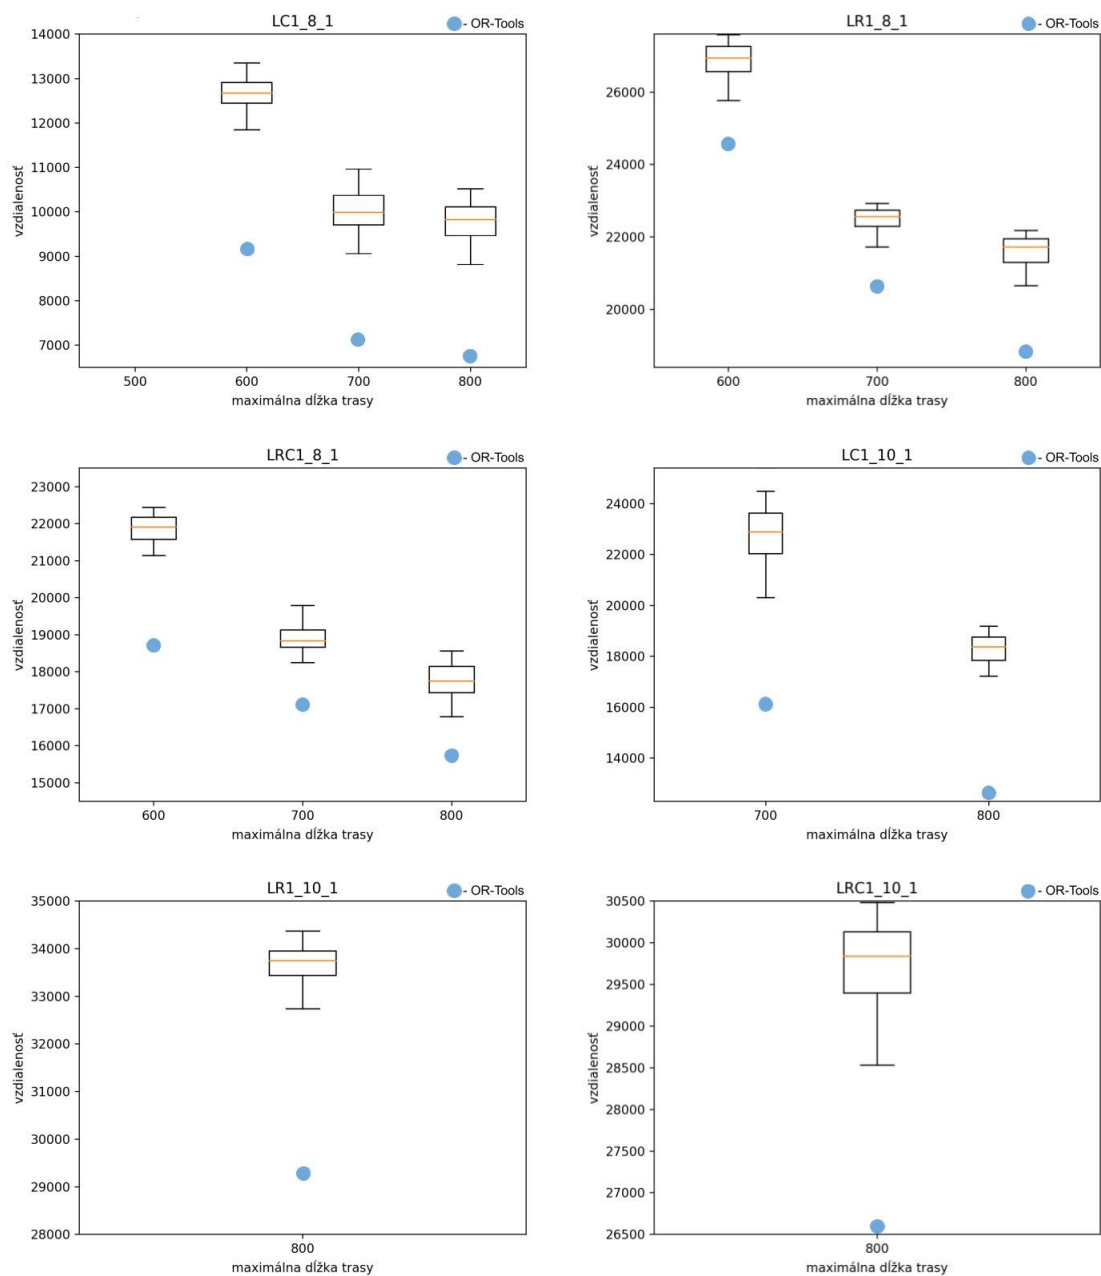 LC1_8_1
- OR-Tools
14000
13000
12000
11000
10000
9000
8000
7000
vzdialenosť
500 600 700 800
maximálna dĺžka trasy
LR1_8_1
- OR-Tools
26000
24000
22000
20000
vzdialenosť
600 700 800
maximálna dĺžka trasy
LRC1_8_1
- OR-Tools
23000
22000
21000
20000
19000
18000
17000
16000
15000
vzdialenosť
600 700 800
maximálna dĺžka trasy
LC1_10_1
- OR-Tools
24000
22000
20000
18000
16000
14000
vzdialenosť
700 800
maximálna dĺžka trasy
LR1_10_1
- OR-Tools
35000
34000
33000
32000
31000
30000
29000
28000
vzdialenosť
800
maximálna dĺžka trasy
LRC1_10_1
- OR-Tools
30500
30000
29500
29000
28500
28000
27500
27000
26500
vzdialenosť
800
maximálna dĺžka trasy